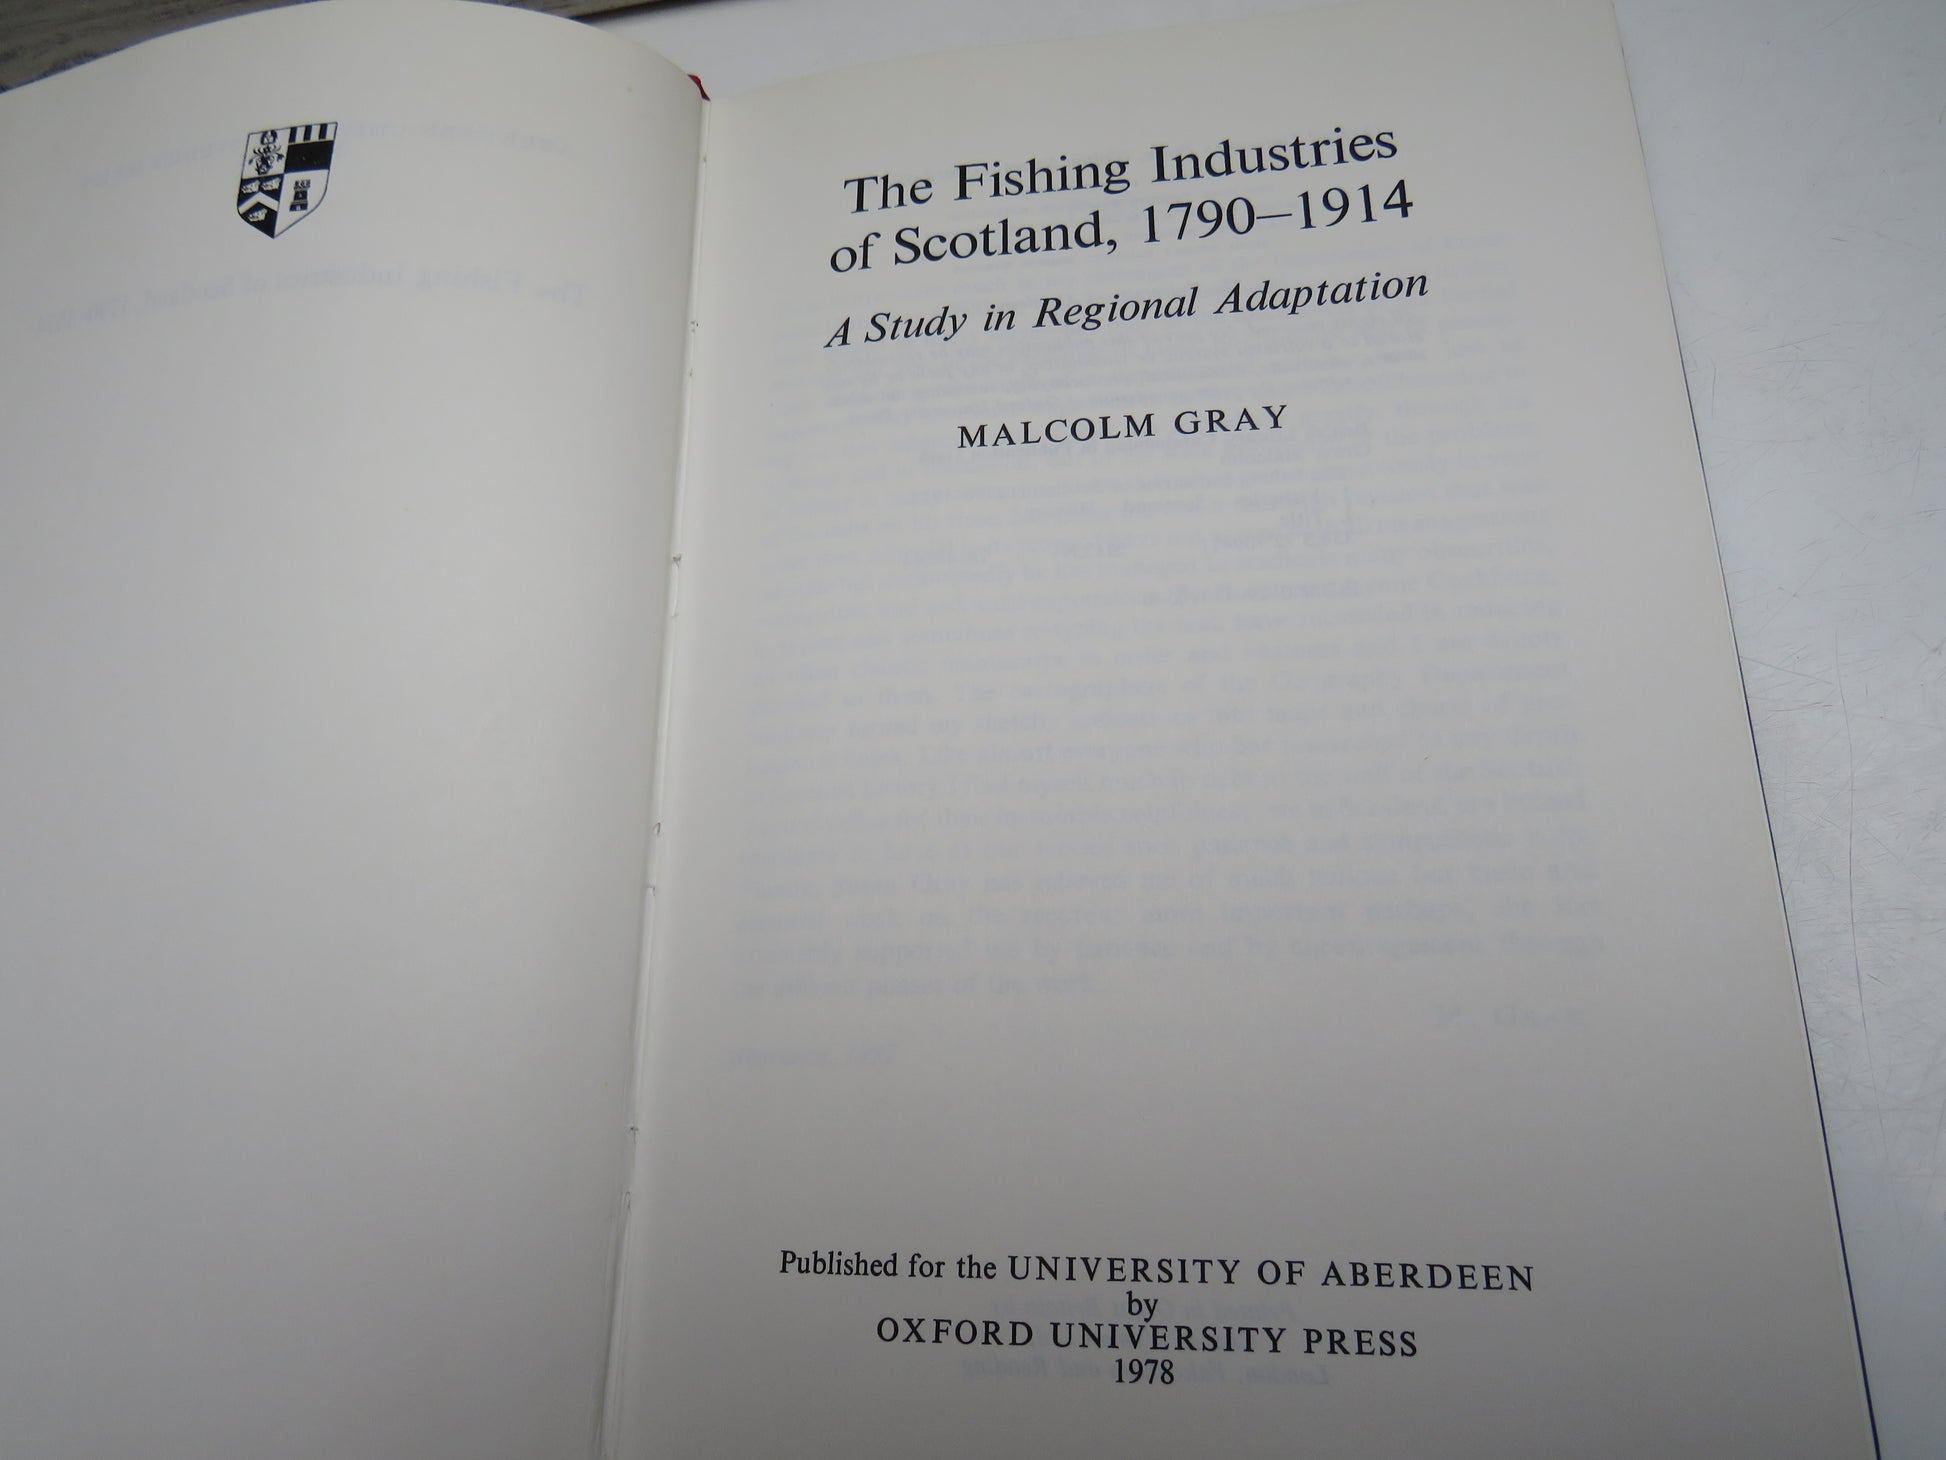 The Fishing Industries
of Scotland, 1790–1914
A Study in Regional Adaptation
MALCOLM GRAY
Published for the UNIVERSITY OF ABERDEEN
by
OXFORD UNIVERSITY PRESS
1978